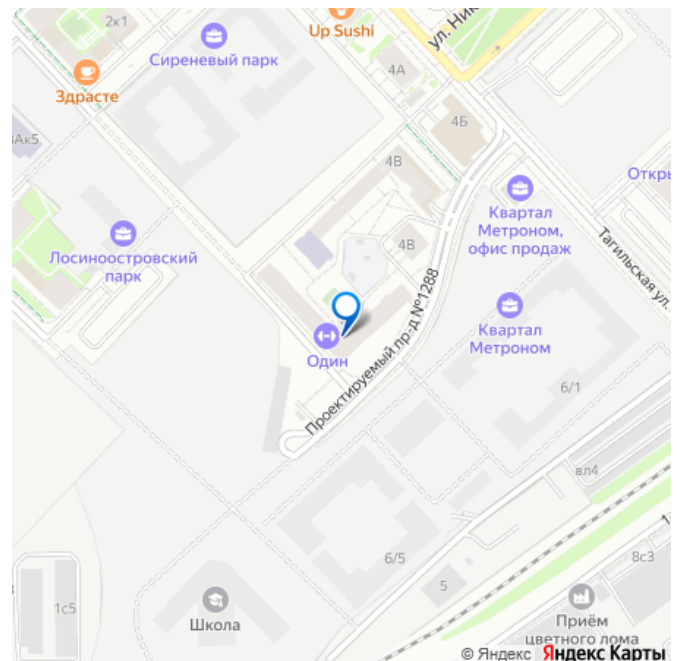 2к1
Up Sushi
ул. Ник
Сиреневый парк
4А
Здрасте
4Б
3Ак5
4В
Откры
Квартал
Метроном,
офис продаж
Лосиноостровский
парк
4В
Тагильская ул.
Проектируемый пр-д №1288
Квартал
Метроном
Один
6/1
вл4
6/5
8с3
5
1с5
Школа
Приём
цветного лома
© Яндекс Яндекс Карты